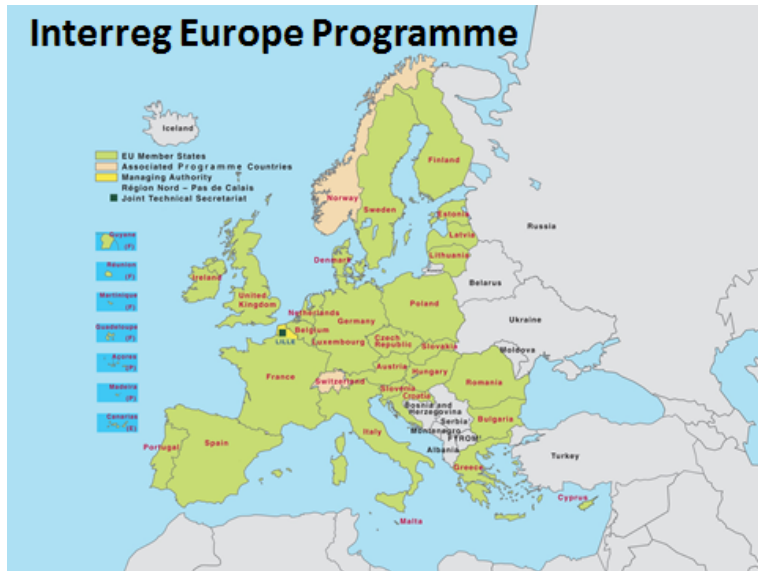 Interreg Europe Programme
Iceland
EU Member States
Associated Programme Countries
Managing Authority
Région Nord – Pas de Calais
Joint Technical Secretariat
Finland
Norway
Sweden
Estonia
Russia
Latvia
Denmark
Lithuania
Guyane
(F)
Réunion
(F)
Martinique
(F)
Guadeloupe
(F)
Açores
(P)
Madeira
(P)
Canaries
(E)
Ireland
United
Kingdom
Netherlands
Belgium
LILLE
Luxembourg
Germany
Poland
Belarus
Ukraine
Czech
Republic
Slovakia
Moldova
Austria
Hungary
France
Switzerland
Slovenia
Croatia
Romania
Bosnia and
Herzegovina
Serbia
Montenegro
FYROM
Bulgaria
Albania
Portugal
Spain
Italy
Greece
Turkey
Malta
Cyprus